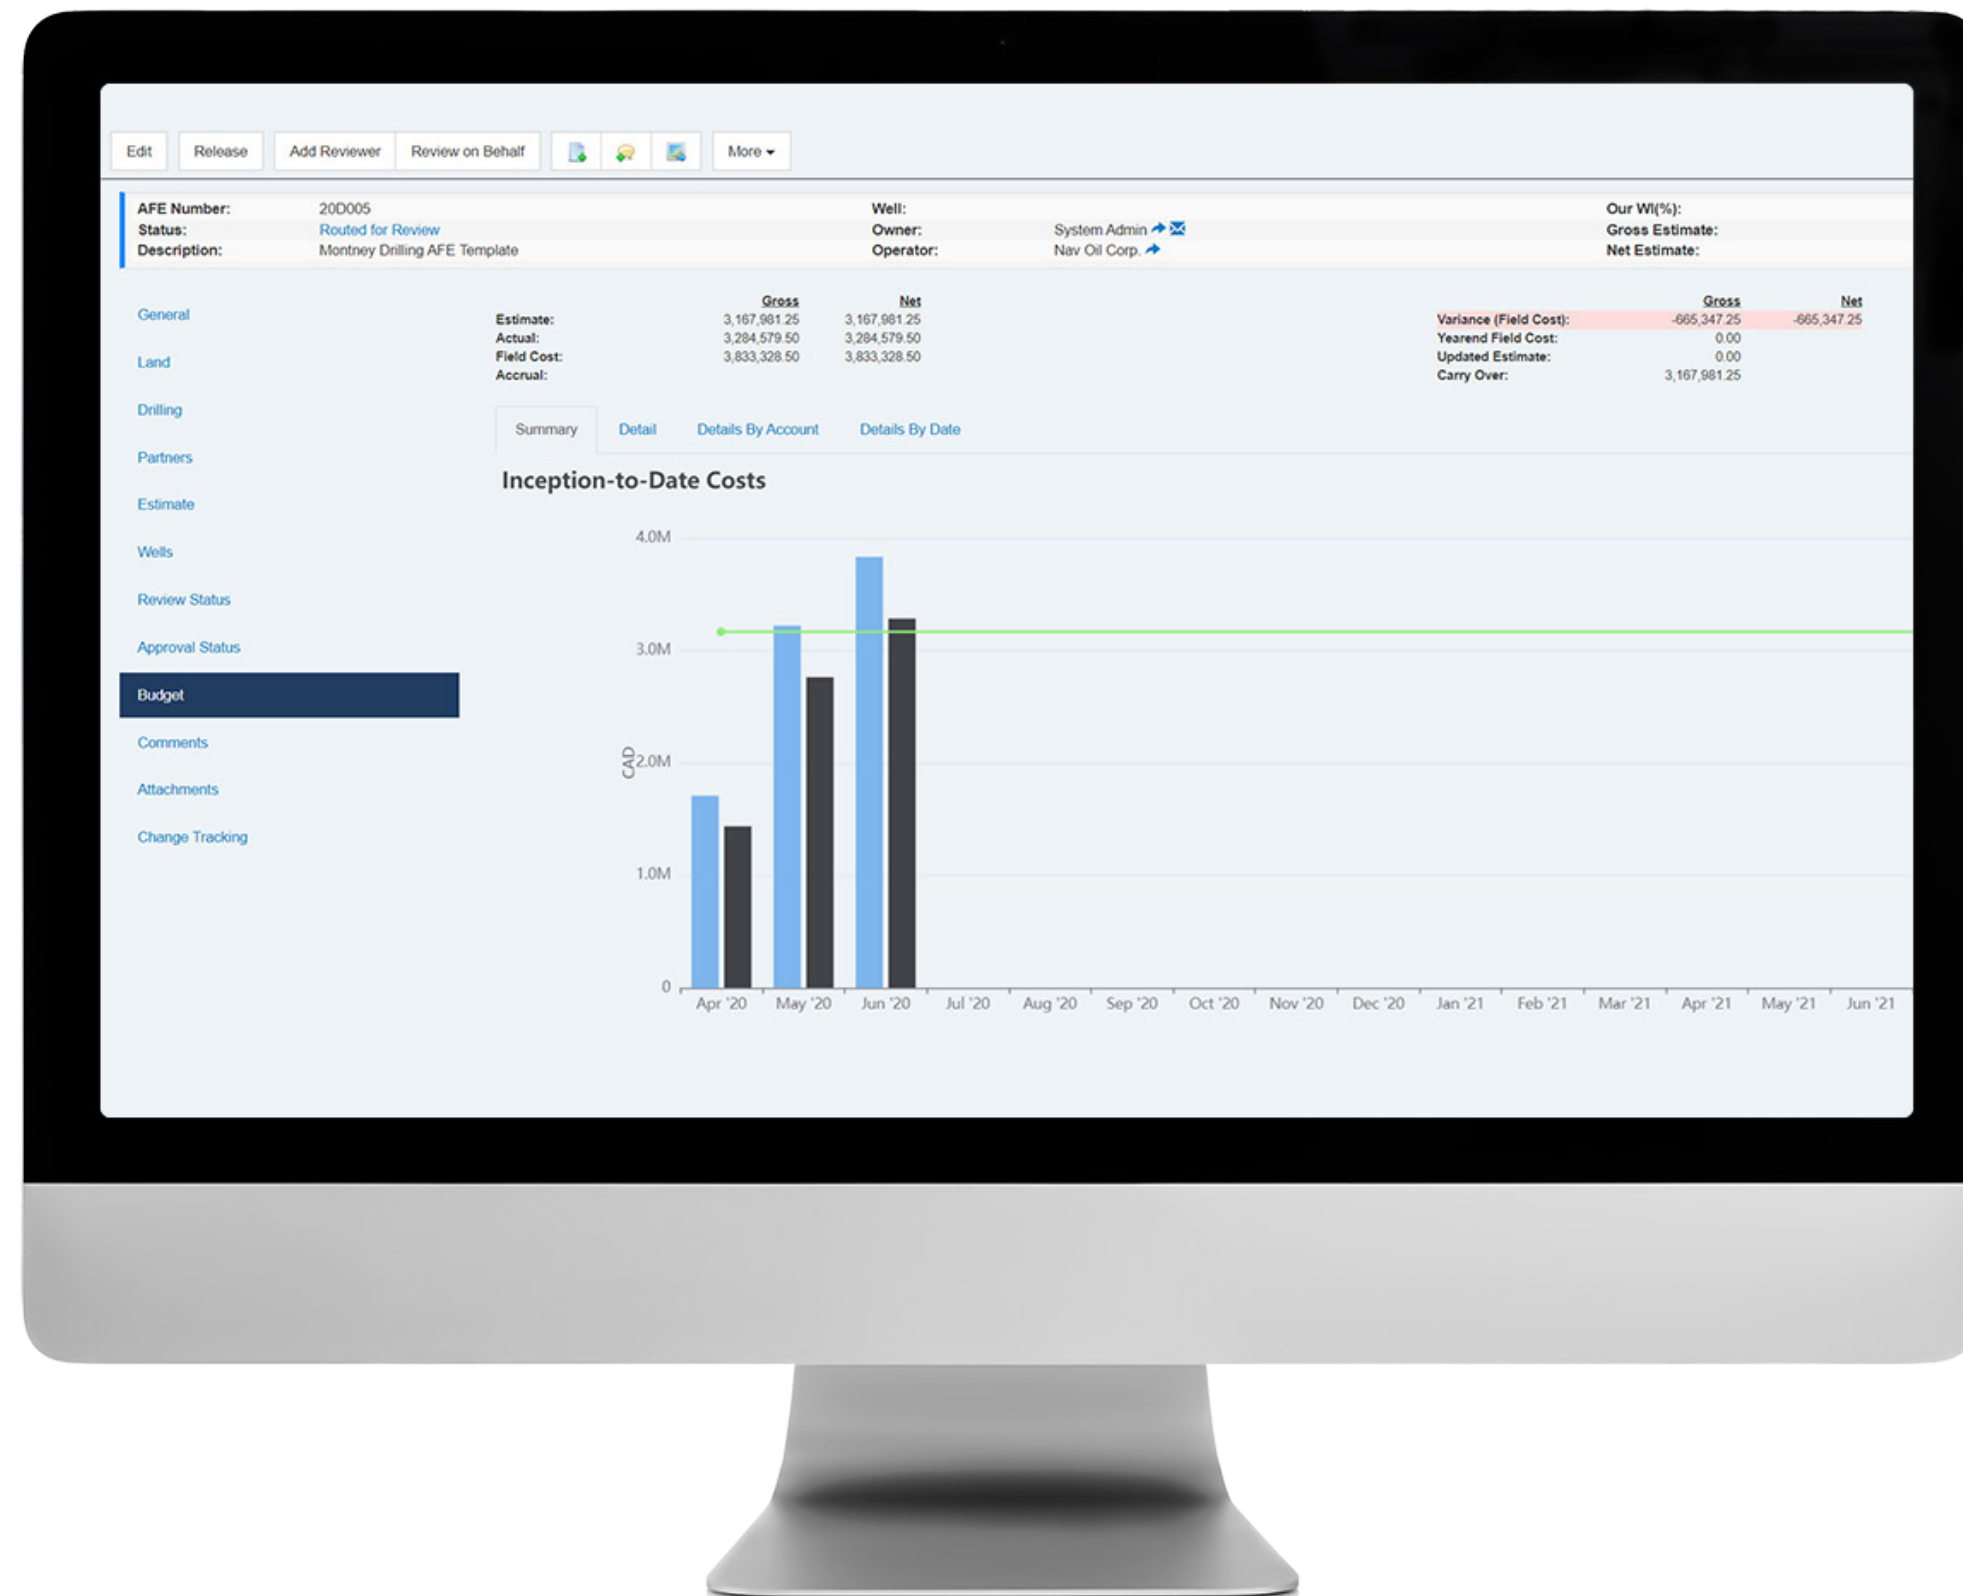 Edit Release Add Reviewer Review on Behalf More
AFE Number: 20D005 Well: Our WI(%):
Status: Routed for Review Owner: System Admin Gross Estimate:
Description: Montney Drilling AFE Template Operator: Nav Oil Corp. Net Estimate:
General
Land
Drilling
Partners
Estimate
Wells
Review Status
Approval Status
Budget
Comments
Attachments
Change Tracking
Gross Net
Estimate: 3,167,981.25 3,167,981.25
Actual: 3,284,579.50 3,284,579.50
Field Cost: 3,833,328.50 3,833,328.50
Accrual:
Gross Net
Variance (Field Cost): -665,347.25 -665,347.25
Yearend Field Cost: 0.00
Updated Estimate: 0.00
Carry Over: 3,167,981.25
Summary Detail Details By Account Details By Date
Inception-to-Date Costs
CAD
4.0M
3.0M
2.0M
1.0M
0
Apr '20 May '20 Jun '20 Jul '20 Aug '20 Sep '20 Oct '20 Nov '20 Dec '20 Jan '21 Feb '21 Mar '21 Apr '21 May '21 Jun '21